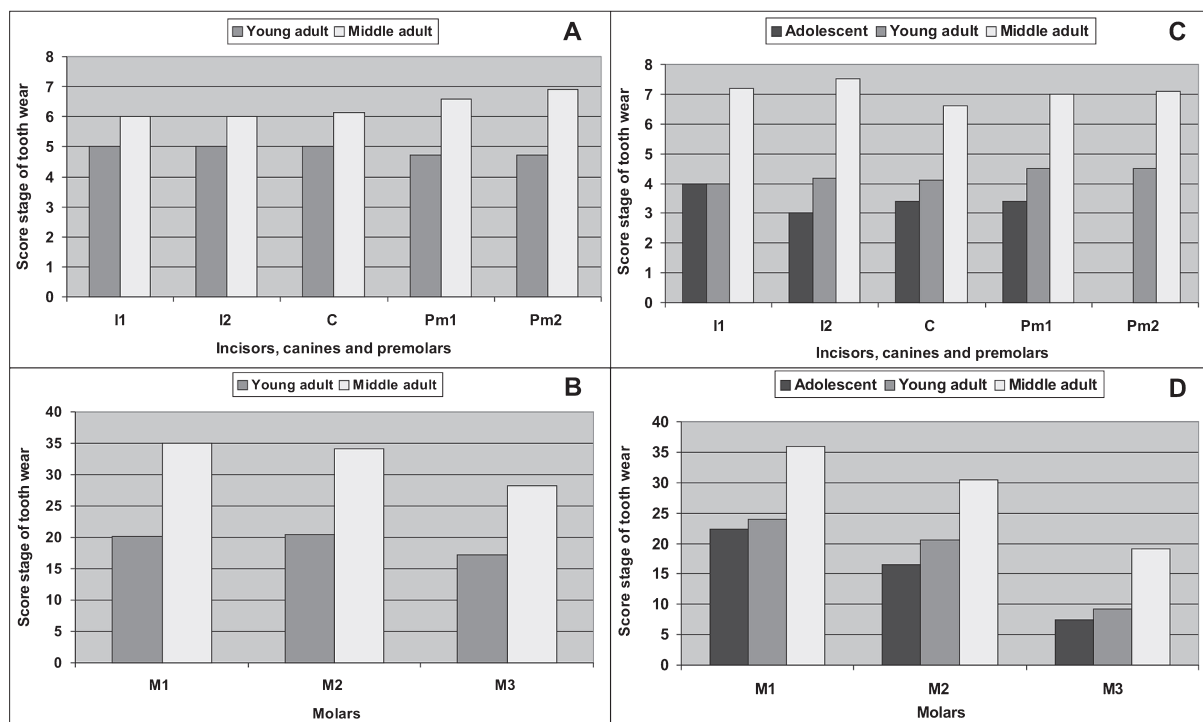 Young adult Middle adult
A
Score stage of tooth wear
8
7
6
5
4
3
2
1
0
I1 I2 C Pm1 Pm2
Incisors, canines and premolars
Adolescent Young adult Middle adult
C
Score stage of tooth wear
8
7
6
5
4
3
2
1
0
I1 I2 C Pm1 Pm2
Incisors, canines and premolars
Young adult Middle adult
B
Score stage of tooth wear
40
35
30
25
20
15
10
5
0
M1 M2 M3
Molars
Adolescent Young adult Middle adult
D
Score stage of tooth wear
40
35
30
25
20
15
10
5
0
M1 M2 M3
Molars